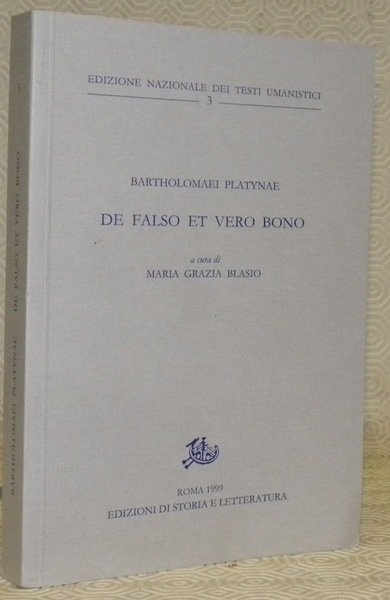 EDIZIONE NAZIONALE DEI TESTI UMANISTICI
3
BARTHOLOMAEI PLATYNAE
DE FALSO ET VERO BONO
a cura di
MARIA GRAZIA BLASIO
ROMA 1999
EDIZIONI DI STORIA E LETTERATURA
BARTHOLOMAEI PLATYNAE DE FALSO ET VERO BONO 3